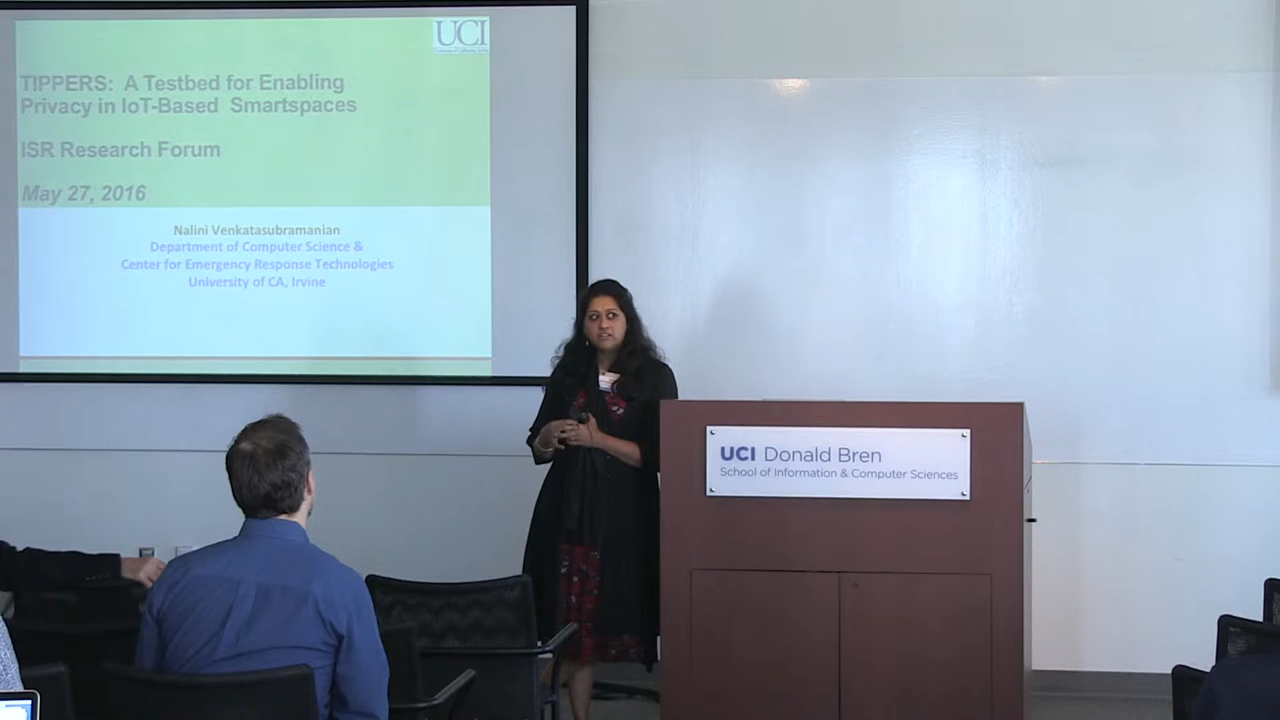 UCI
TIPPERS: A Testbed for Enabling
Privacy in IoT-Based Smartspaces
ISR Research Forum
May 27, 2016
Nalini Venkatasubramanian
Department of Computer Science &
Center for Emergency Response Technologies
University of CA, Irvine
UCI Donald Bren
School of Information & Computer Sciences